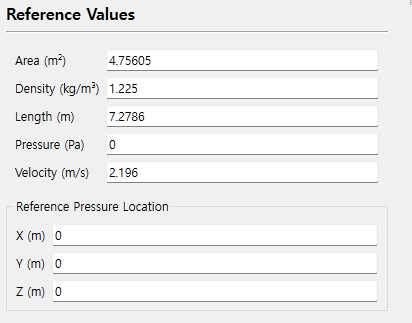 Reference Values
Area (m²) 4.75605
Density (kg/m³) 1.225
Length (m) 7.2786
Pressure (Pa) 0
Velocity (m/s) 2.196
Reference Pressure Location
X (m) 0
Y (m) 0
Z (m) 0